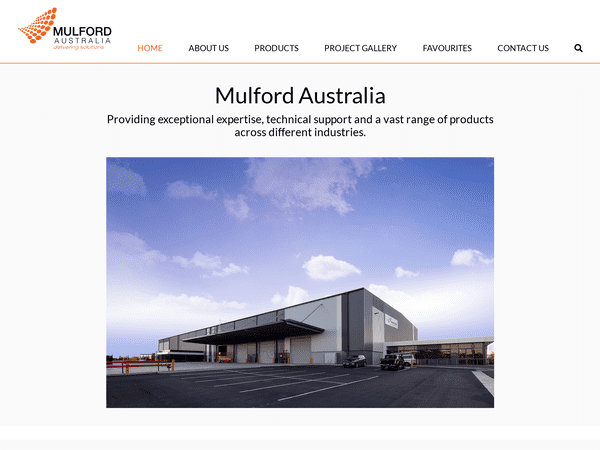 MULFORD
AUSTRALIA
delivering solutions
HOME ABOUT US PRODUCTS PROJECT GALLERY FAVOURITES CONTACT US
Mulford Australia
Providing exceptional expertise, technical support and a vast range of products
across different industries.